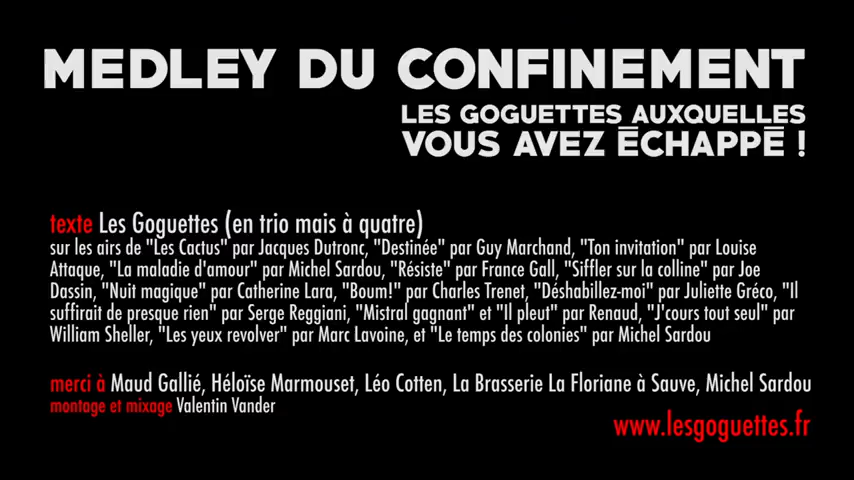 MEDLEY DU CONFINEMENT
LES GOGUETTES AUXQUELLES
VOUS AVEZ ÉCHAPPÉ !
texte Les Goguettes (en trio mais à quatre)
sur les airs de "Les Cactus" par Jacques Dutronc, "Destinée" par Guy Marchand, "Ton invitation" par Louise
Attaque, "La maladie d'amour" par Michel Sardou, "Résiste" par France Gall, "Siffler sur la colline" par Joe
Dassin, "Nuit magique" par Catherine Lara, "Boum!" par Charles Trenet, "Déshabillez-moi" par Juliette Gréco, "Il
suffirait de presque rien" par Serge Reggiani, "Mistral gagnant" et "Il pleut" par Renaud, "J'cours tout seul" par
William Sheller, "Les yeux revolver" par Marc Lavoine, et "Le temps des colonies" par Michel Sardou
merci à Maud Gallié, Héloïse Marmouset, Léo Cotten, La Brasserie La Floriane à Sauve, Michel Sardou
montage et mixage Valentin Vander
www.lesgoguettes.fr